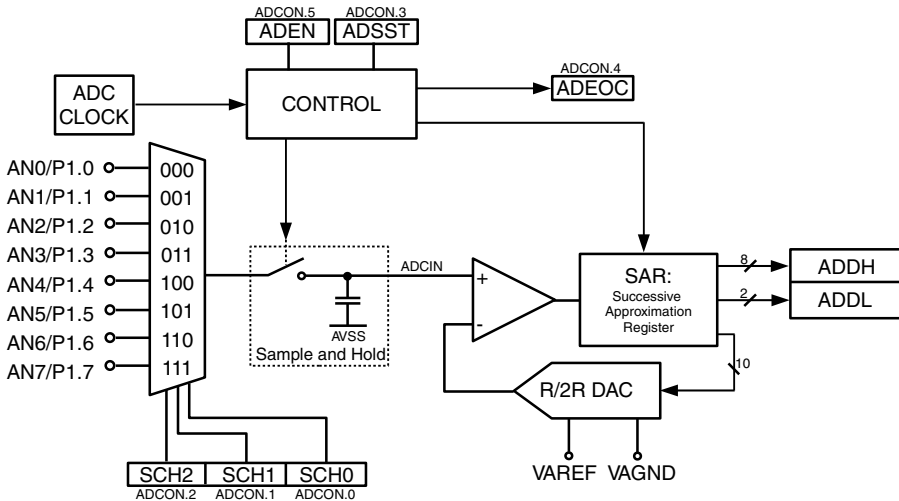 ADCON.5 ADCON.3
ADEN ADSST
ADCON.4
ADC
CLOCK
CONTROL
ADEOC
AN0/P1.0 000
AN1/P1.1 001
AN2/P1.2 010
AN3/P1.3 011
AN4/P1.4 100
AN5/P1.5 101
AN6/P1.6 110
AN7/P1.7 111
ADCIN
AVSS
Sample and Hold
+
-
SAR:
Successive
Approximation
Register
8
ADDH
2
ADDL
10
R/2R DAC
VAREF VAGND
SCH2 SCH1 SCH0
ADCON.2 ADCON.1 ADCON.0